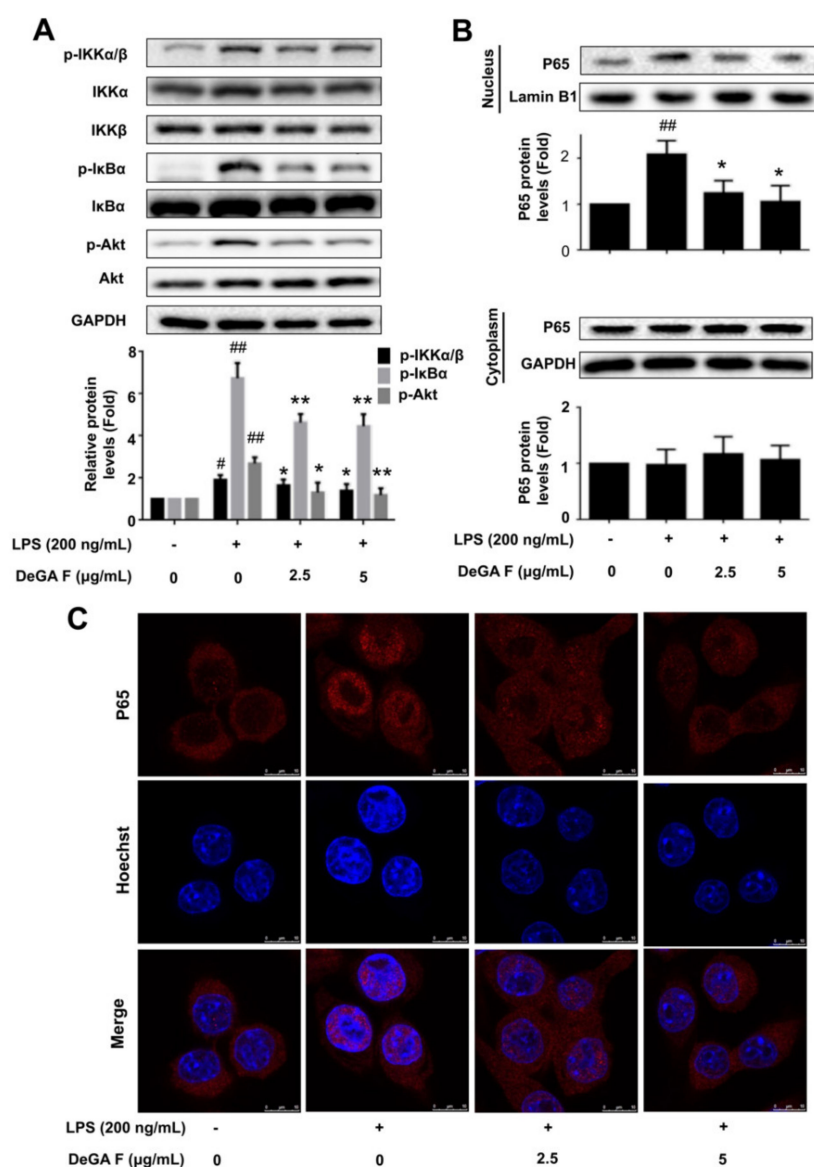 A
p-IKKα/β
IKKα
IKKβ
p-IκBα
IκBα
p-Akt
Akt
GAPDH
Relative protein
levels (Fold)
8
6
4
2
0
#
##
##
*
**
*
*
**
**
p-IKKα/β
p-IκBα
p-Akt
LPS (200 ng/mL) - + + +
DeGA F (µg/mL) 0 0 2.5 5
B
Nucleus
P65
Lamin B1
P65 protein
levels (Fold)
2
1
0
##
*
*
Cytoplasm
P65
GAPDH
P65 protein
levels (Fold)
2
1
0
LPS (200 ng/mL) - + + +
DeGA F (µg/mL) 0 0 2.5 5
C
P65
Hoechst
Merge
LPS (200 ng/mL) - + + +
DeGA F (µg/mL) 0 0 2.5 5